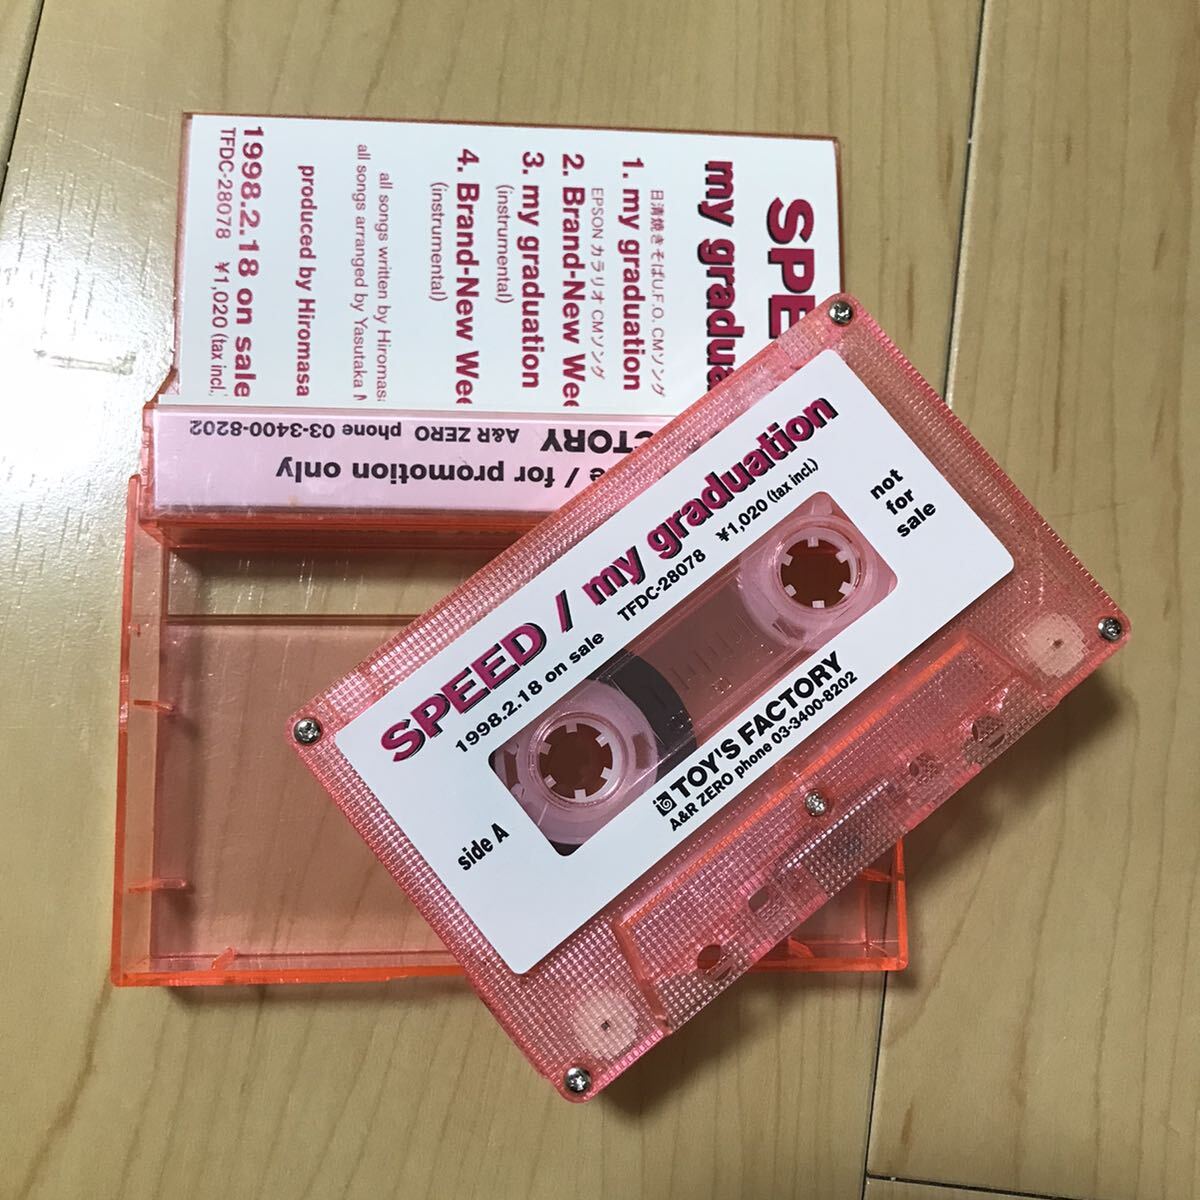 SPE
my gradua
日清焼きそばU.F.O. CMソング
1. my graduation
EPSON カラリオ CMソング
2. Brand-New Wee
3. my graduation
(instrumental)
4. Brand-New Wee
(instrumental)
all songs written by Hiromasa
all songs arranged by Yasutaka
produced by Hiromasa
1998.2.18 on sale
TFDC-28078 ¥1,020 (tax incl.
CTORY A&R ZERO phone 03-3400-8202
e / for promotion only
SPEED / my graduation
1998.2.18 on sale TFDC-28078 ¥1,020 (tax incl.)
not
for
sale
side A
TOY'S FACTORY
A&R ZERO phone 03-3400-8202